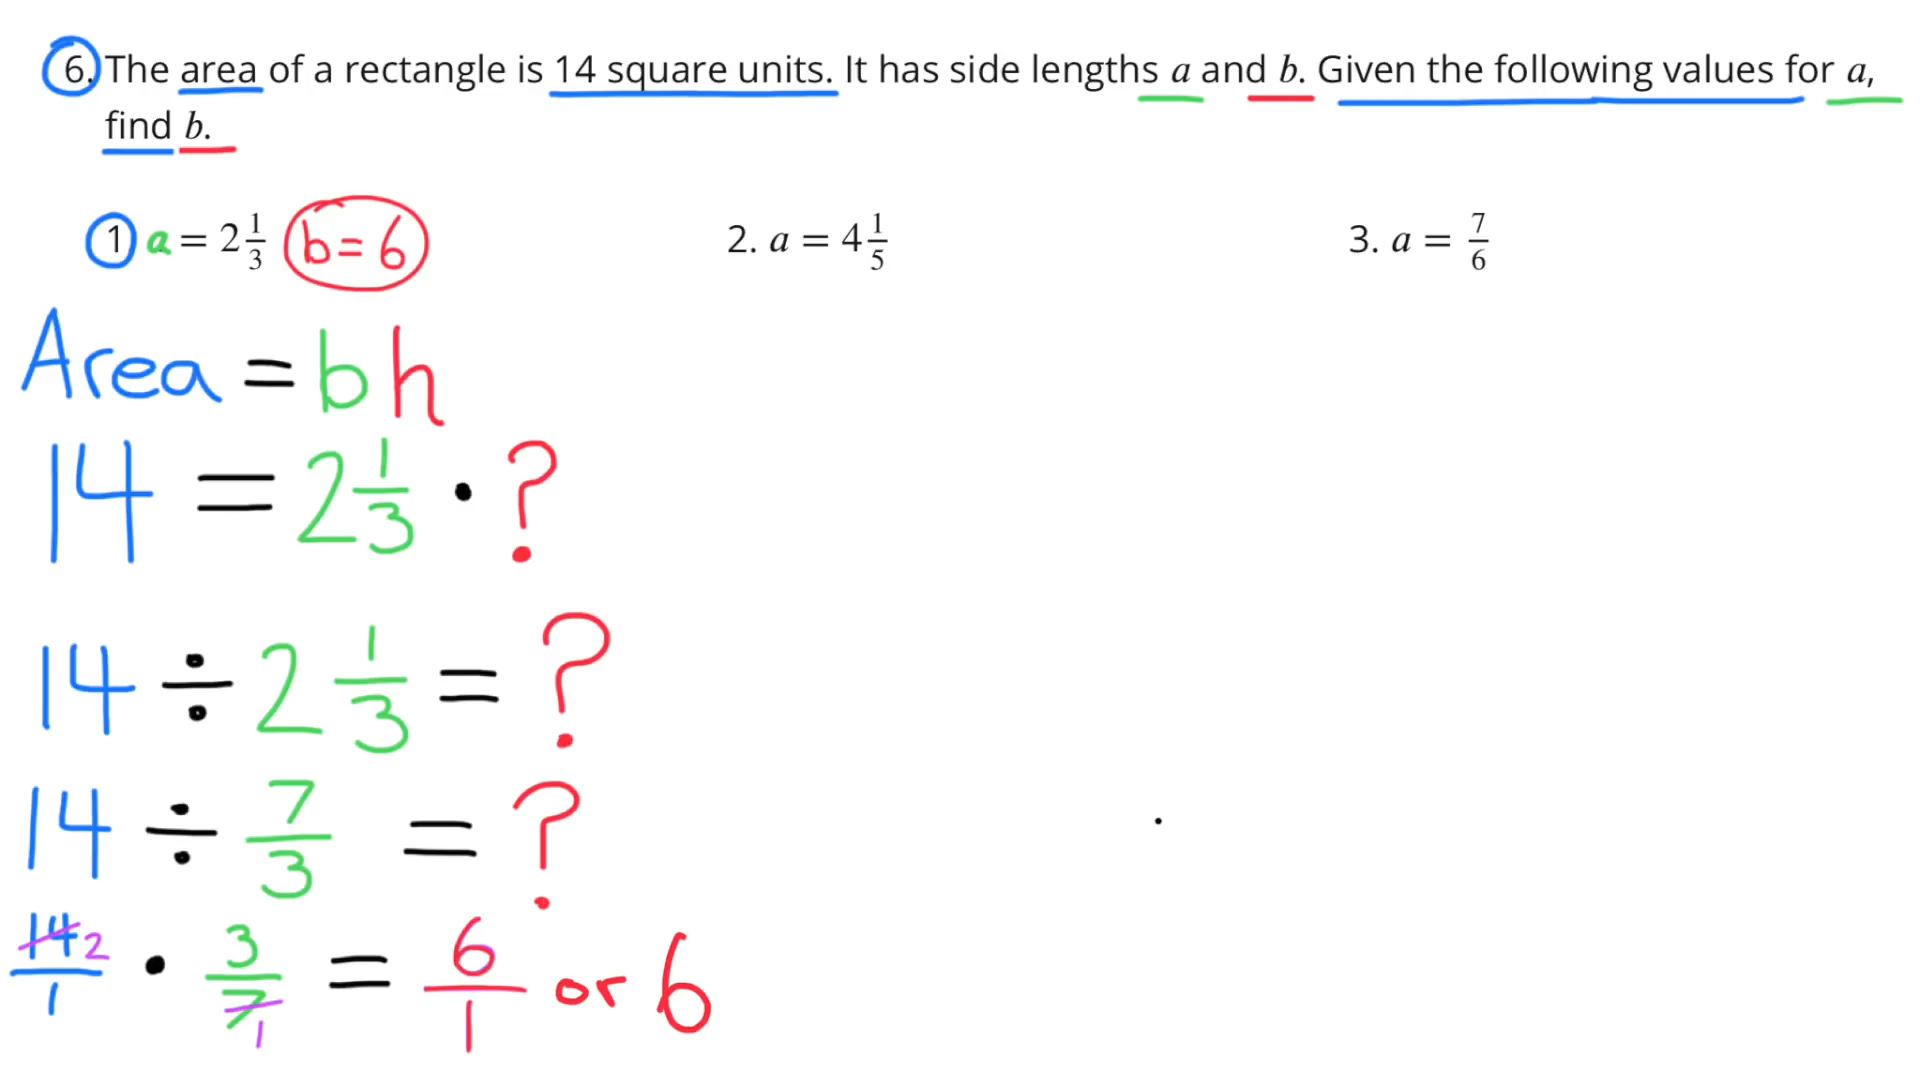 6. The area of a rectangle is 14 square units. It has side lengths a and b. Given the following values for a,
find b.
1 a = 2 1/3 b = 6
2. a = 4 1/5
3. a = 7/6
Area = bh
14 = 2 1/3 · ?
14 ÷ 2 1/3 = ?
14 ÷ 7/3 = ?
14 2/1 · 3/7 1 = 6/1 or 6